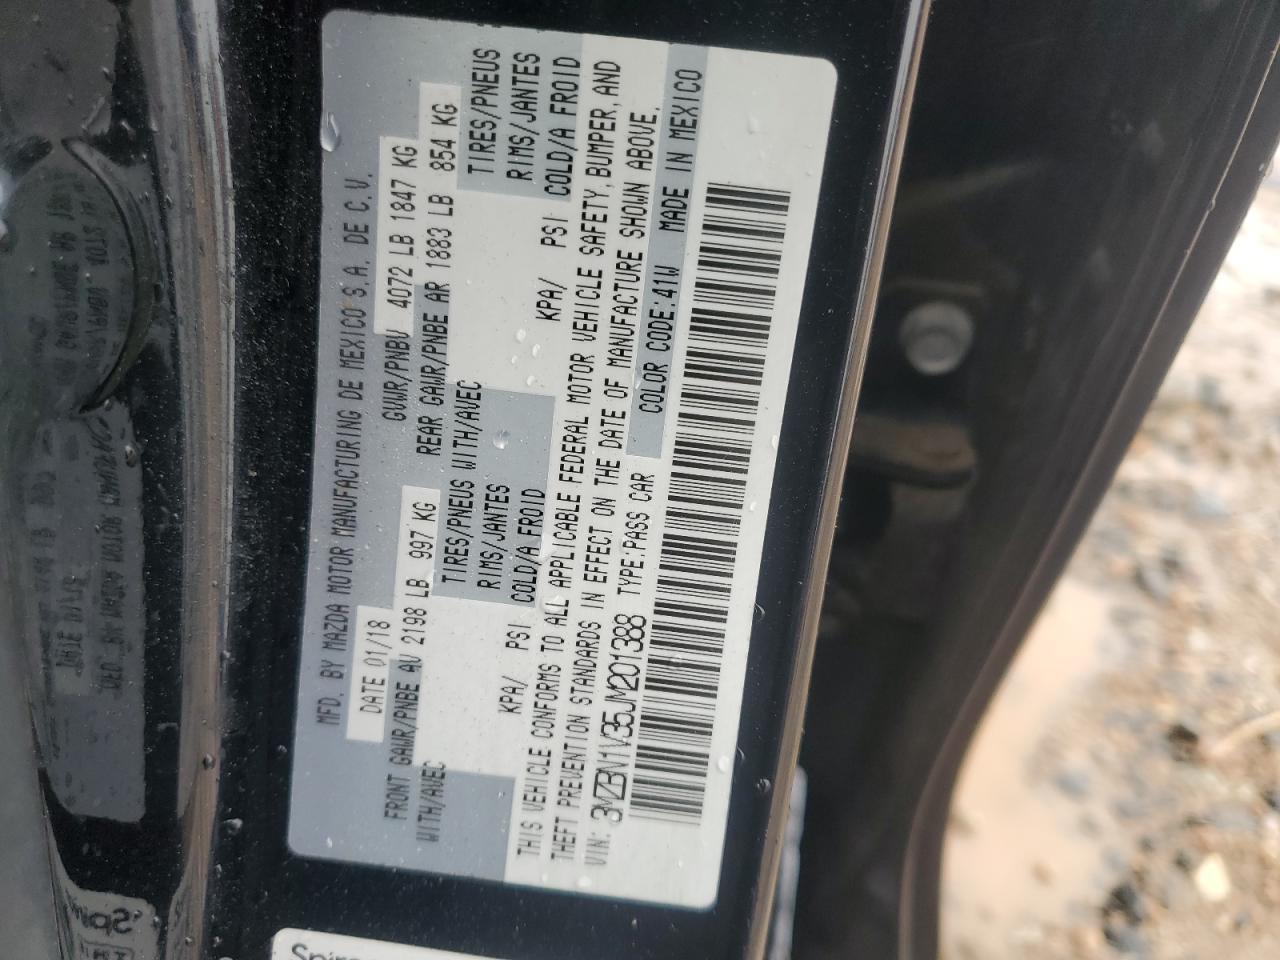 MFD. BY MAZDA MOTOR MANUFACTURING DE MEXICO S.A. DE C.V.
DATE 01/18 GVWR/PNBV 4072 LB 1847 KG
FRONT GAWR/PNBE AV 2198 LB 997 KG REAR GAWR/PNBE AR 1883 LB 854 KG
WITH/AVEC TIRES/PNEUS WITH/AVEC TIRES/PNEUS
RIMS/JANTES RIMS/JANTES
KPA/ PSI COLD/A FROID KPA/ PSI COLD/A FROID
THIS VEHICLE CONFORMS TO ALL APPLICABLE FEDERAL MOTOR VEHICLE SAFETY, BUMPER, AND
THEFT PREVENTION STANDARDS IN EFFECT ON THE DATE OF MANUFACTURE SHOWN ABOVE.
VIN: 3MZBN1V35JM201388 TYPE:PASS CAR COLOR CODE:41W MADE IN MEXICO